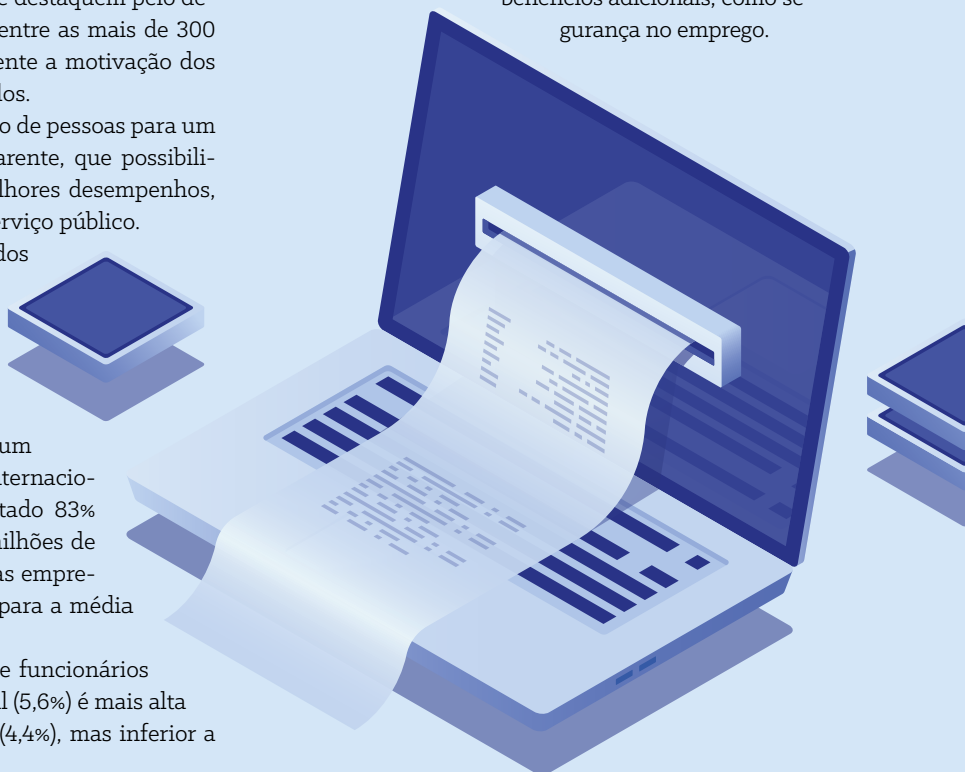 e destaquem pelo de-
entre as mais de 300
ente a motivação dos
dos.
o de pessoas para um
arente, que possibili-
lhores desempenhos,
erviço público.
dos
um
nternacio-
tado 83%
ilhões de
as empre-
para a média
e funcionários
l (5,6%) é mais alta
(4,4%), mas inferior a
benefícios adicionais, como se-
gurança no emprego.